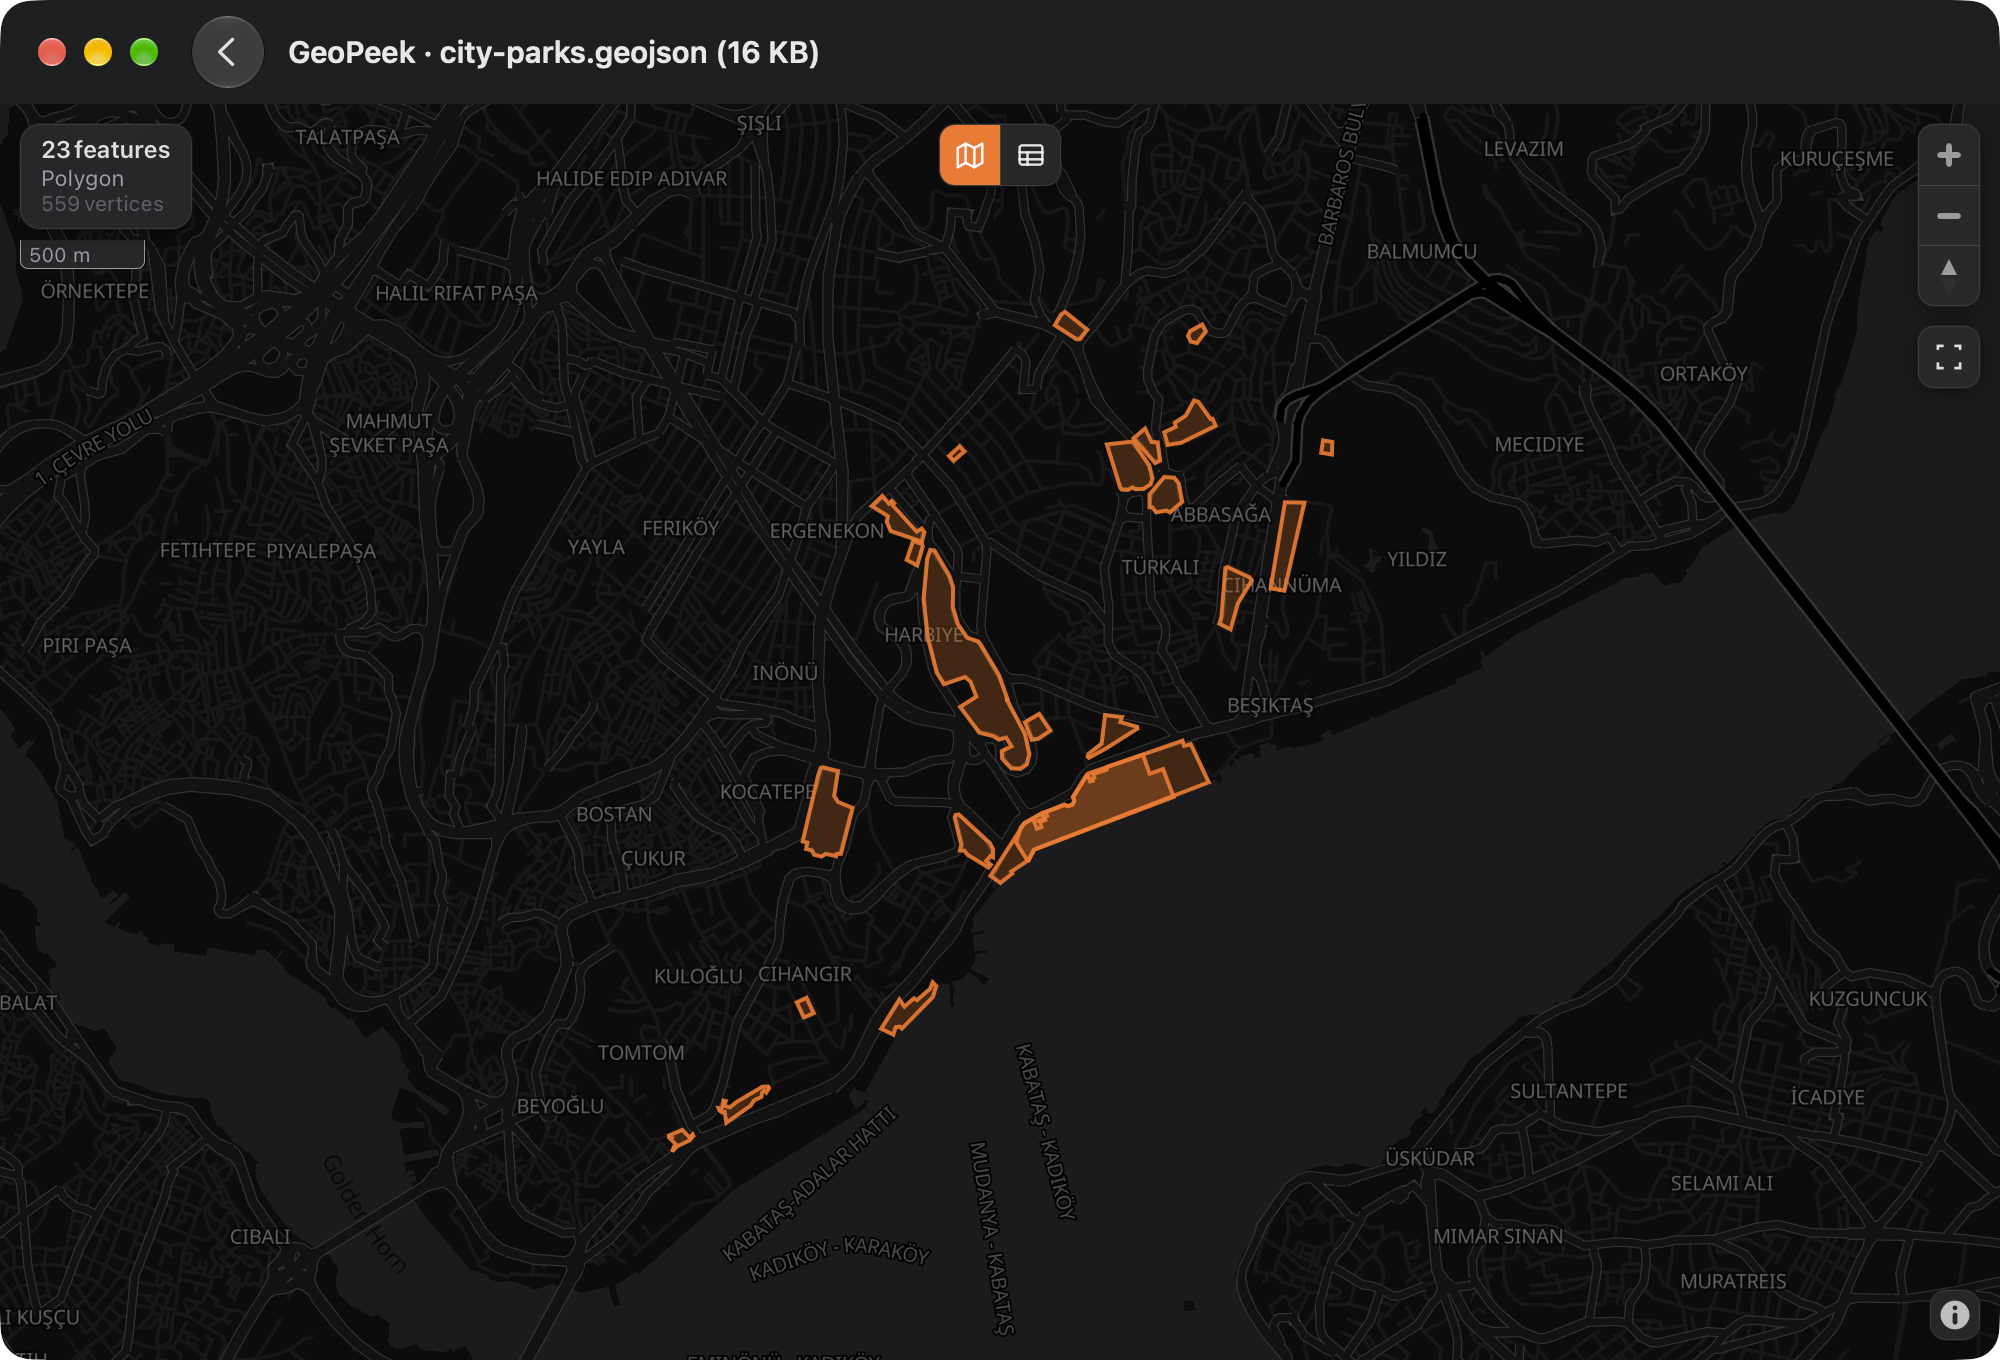 GeoPeek · city-parks.geojson (16 KB)
23 features
Polygon
559 vertices
500 m
TALATPAŞA
ŞIŞLI
HALIDE EDIP ADIVAR
LEVAZIM
KURUÇEŞME
BALMUMCU
ÖRNEKTEPE
HALIL RIFAT PAŞA
ORTAKÖY
1. ÇEVRE YOLU
MAHMUT
ŞEVKET PAŞA
MECIDIYE
FERIKÖY
ERGENEKON
ABBASAĞA
FETIHTEPE
PIYALEPAŞA
YAYLA
TÜRKALI
YILDIZ
CIHANNÜMA
PIRI PAŞA
HARBIYE
INÖNÜ
BEŞIKTAŞ
KOCATEPE
BOSTAN
ÇUKUR
KULOĞLU
CIHANGIR
BALAT
KUZGUNCUK
TOMTOM
BEYOĞLU
SULTANTEPE
İCADIYE
KABATAŞ - KADIKÖY
KABATAŞ-ADALAR HATTI
MUDANYA - KABATAŞ
KADIKÖY - KARAKÖY
Golden Horn
ÜSKÜDAR
SELAMI ALI
CIBALI
MIMAR SINAN
MURATREIS
LI KUŞÇU